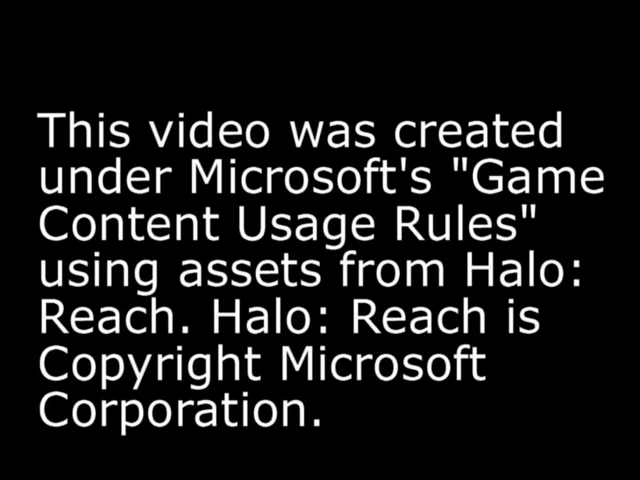 This video was created
under Microsoft's "Game
Content Usage Rules"
using assets from Halo:
Reach. Halo: Reach is
Copyright Microsoft
Corporation.